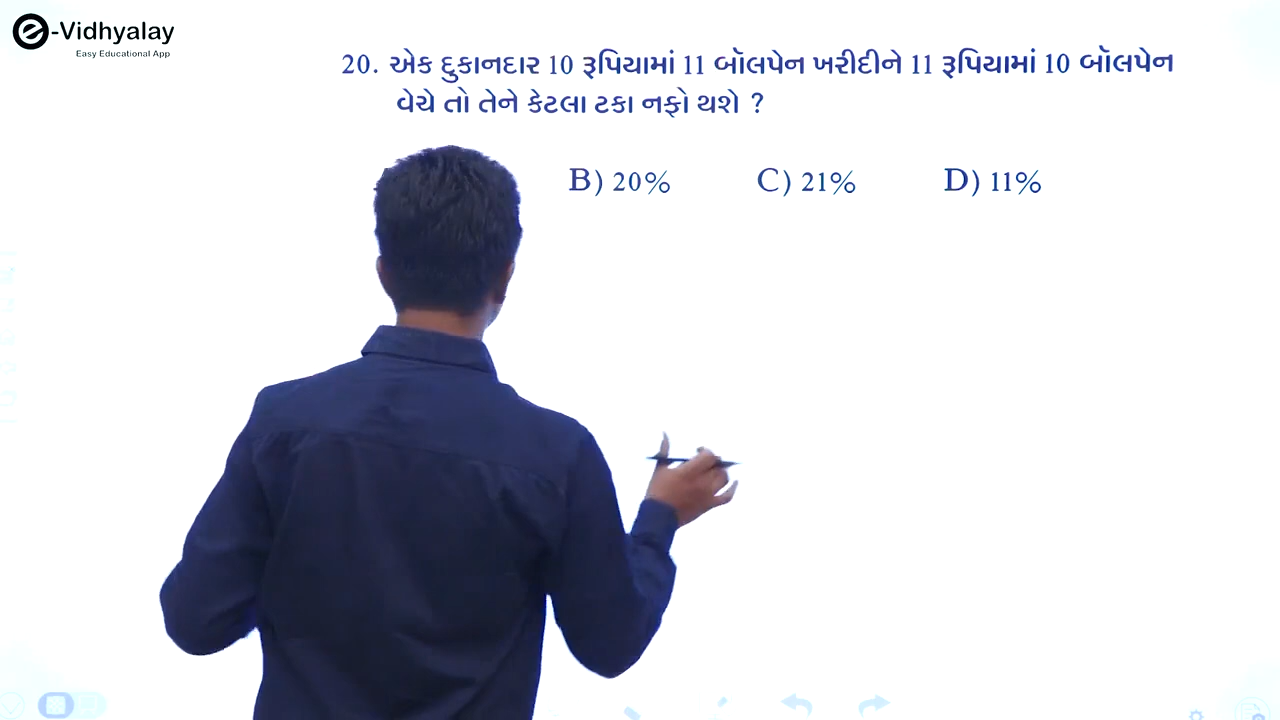 e-Vidhyalay
Easy Educational App
20. એક દુકાનદાર 10 રૂપિયામાં 11 બૉલપેન ખરીદીને 11 રૂપિયામાં 10 બૉલપેન
વેચે તો તેને કેટલા ટકા નફો થશે ?
B) 20% C) 21% D) 11%